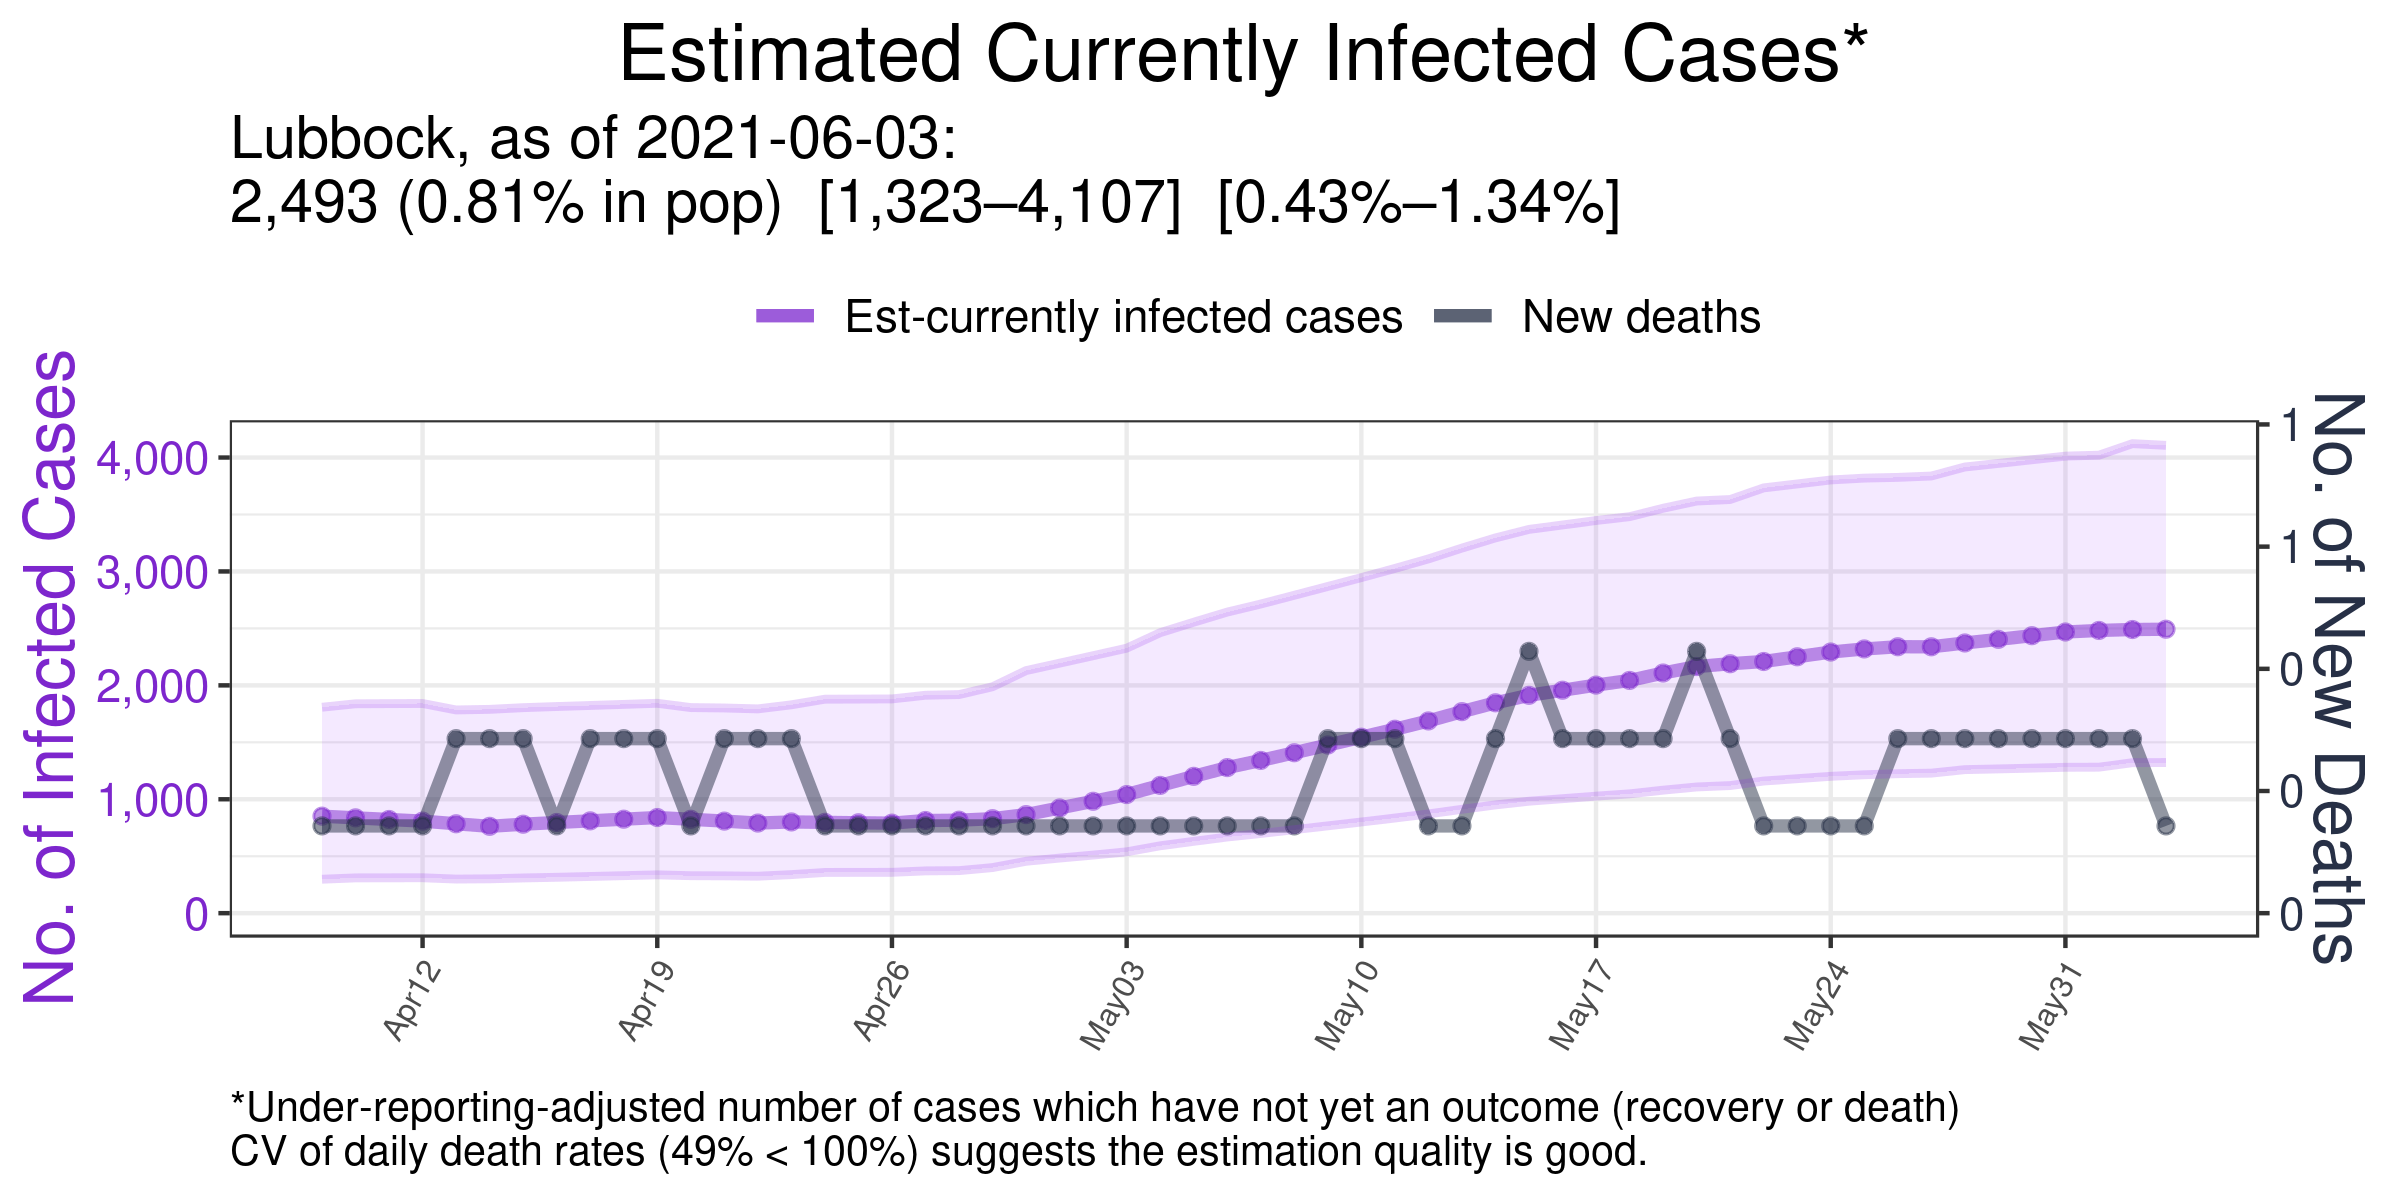 Estimated Currently Infected Cases*
Lubbock, as of 2021-06-03:
2,493 (0.81% in pop)  [1,323–4,107]  [0.43%–1.34%]
Est-currently infected cases
New deaths
No. of Infected Cases
4,000
3,000
2,000
1,000
0
1
1
0
0
0
No. of New Deaths
Apr12
Apr19
Apr26
May03
May10
May17
May24
May31
*Under-reporting-adjusted number of cases which have not yet an outcome (recovery or death)
CV of daily death rates (49% < 100%) suggests the estimation quality is good.